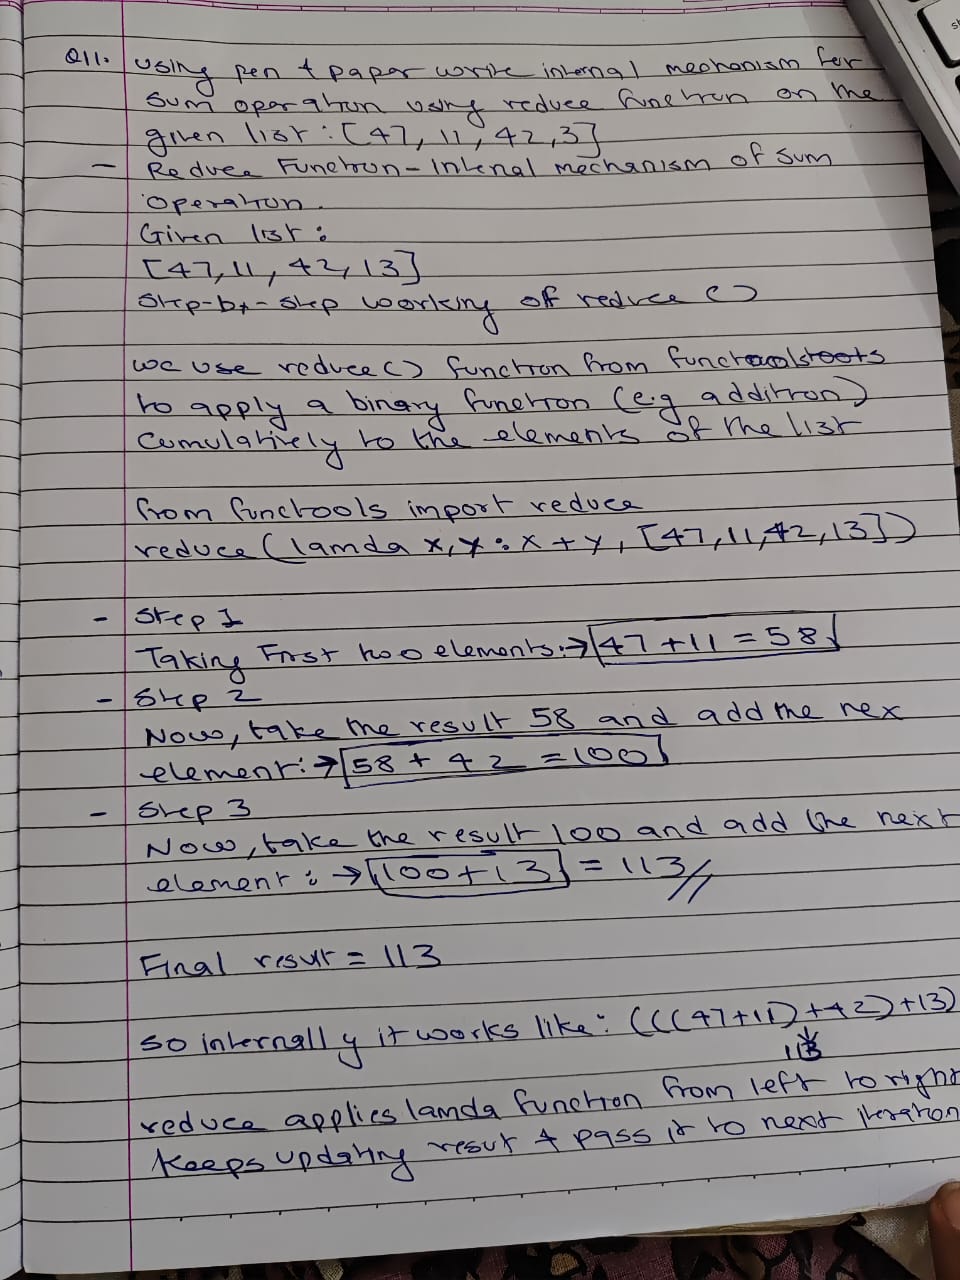 Q11. Using pen & paper write internal mechanism for
sum operation using reduce function on the
given list : [47, 11, 42, 3]
- Reduce Function - Internal mechanism of sum
operation.
Given list :
[47, 11, 42, 13]
Step-by-step working of reduce ()
we use reduce () function from functools
to apply a binary function (e.g addition)
cumulatively to the elements of the list
from functools import reduce
reduce (lamda x, y : x + y, [47, 11, 42, 13])
- Step 1
Taking First two elements :→ 47 + 11 = 58
- Step 2
Now, take the result 58 and add the nex
element :→ 58 + 42 = 100
- Step 3
Now, take the result 100 and add the next
element : → 100 + 13 = 113 //
Final result = 113
so internally it works like : (((47+11)+42)+13)
113
reduce applies lamda function from left to right
keeps updating result & pass it to next iteration